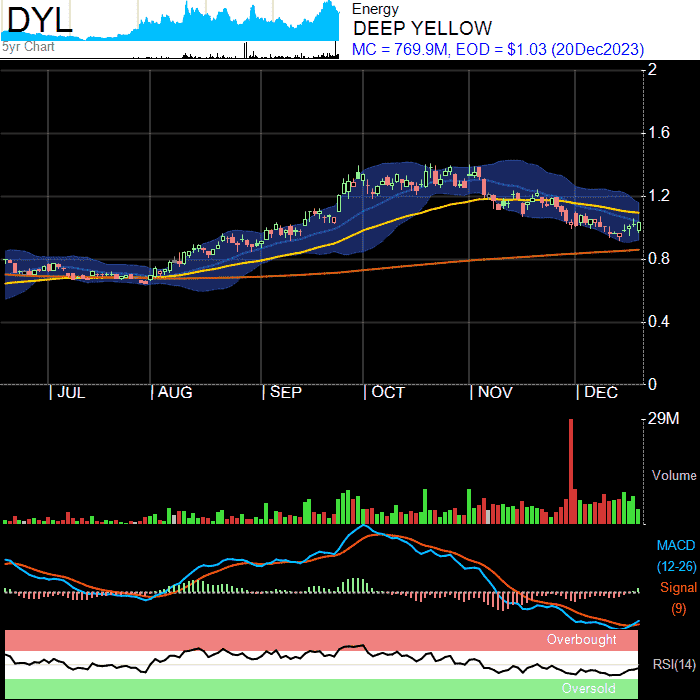 DYL
5yr Chart
Energy
DEEP YELLOW
MC = 769.9M, EOD = $1.03 (20Dec2023)
2
1.6
1.2
0.8
0.4
0
| JUL | AUG | SEP | OCT | NOV | DEC
29M
Volume
MACD
(12-26)
Signal
(9)
Overbought
RSI(14)
Oversold